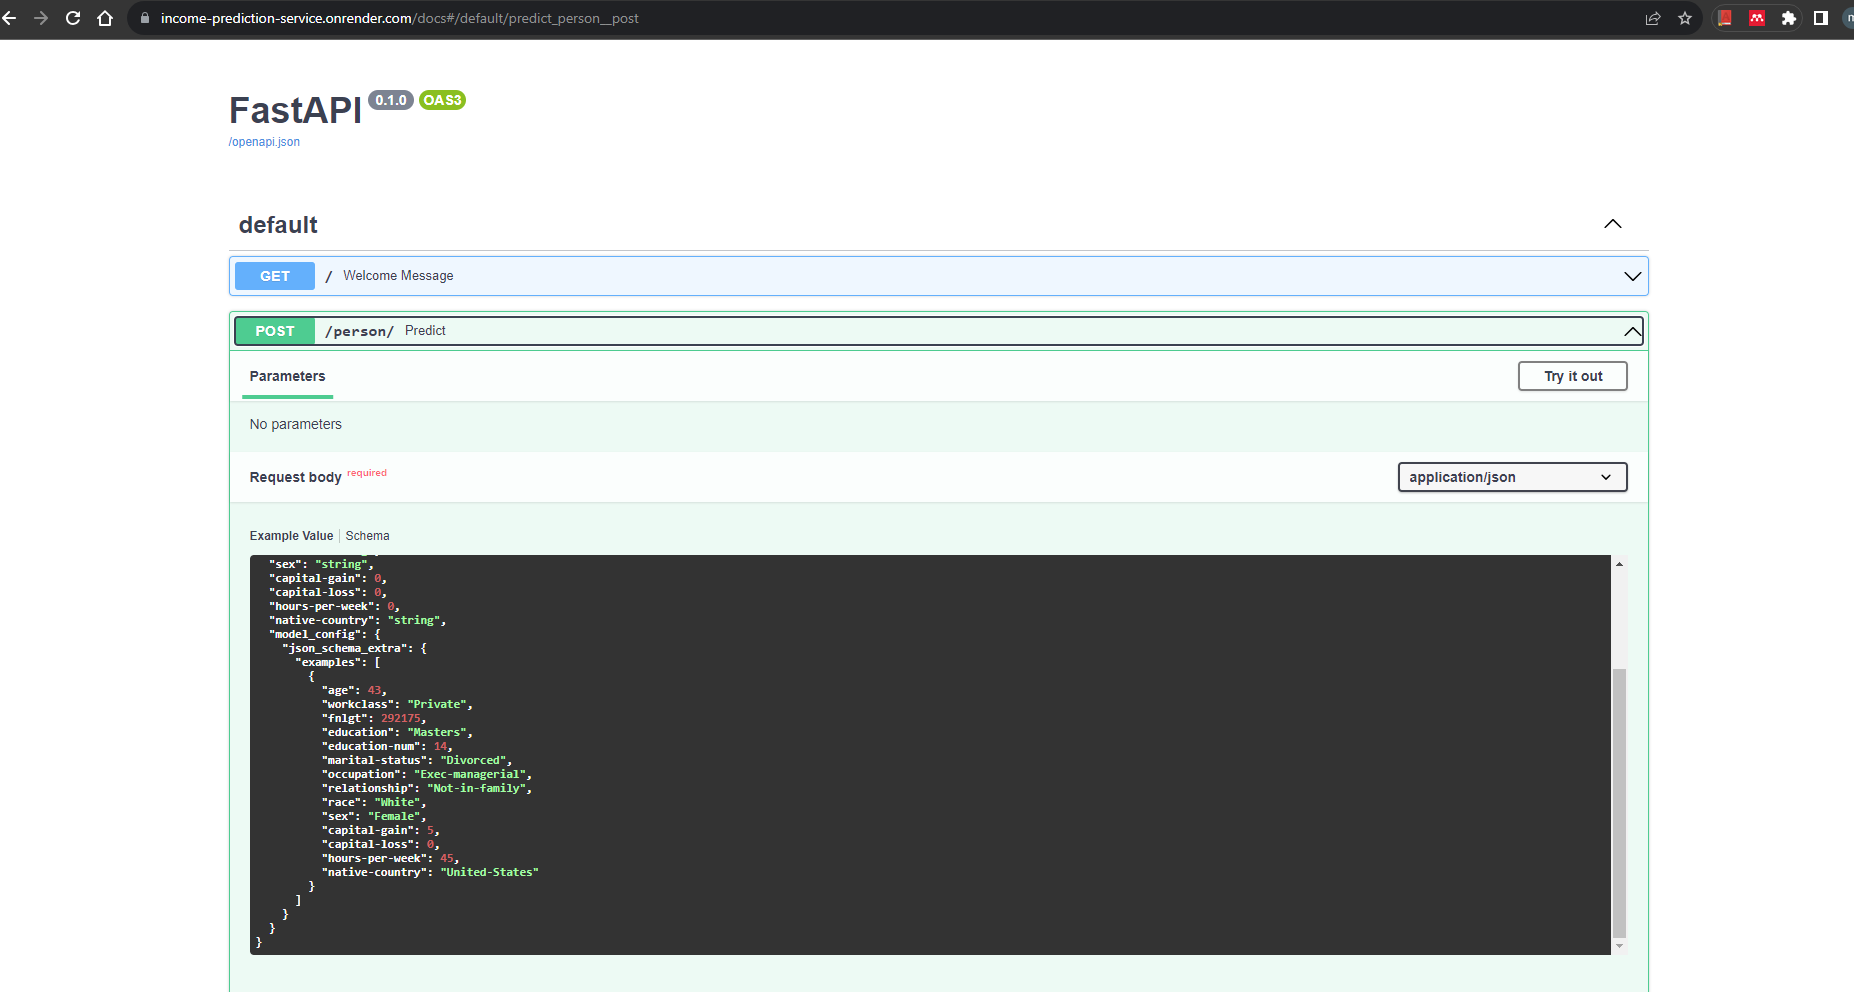 income-prediction-service.onrender.com/docs#/default/predict_person__post
FastAPI 0.1.0 OAS3
/openapi.json
default
GET / Welcome Message
POST /person/ Predict
Parameters
Try it out
No parameters
Request body required
application/json
Example Value | Schema
"sex": "string",
"capital-gain": 0,
"capital-loss": 0,
"hours-per-week": 0,
"native-country": "string",
"model_config": {
"json_schema_extra": {
"examples": [
{
"age": 43,
"workclass": "Private",
"fnlgt": 292175,
"education": "Masters",
"education-num": 14,
"marital-status": "Divorced",
"occupation": "Exec-managerial",
"relationship": "Not-in-family",
"race": "White",
"sex": "Female",
"capital-gain": 5,
"capital-loss": 0,
"hours-per-week": 45,
"native-country": "United-States"
}
]
}
}
}